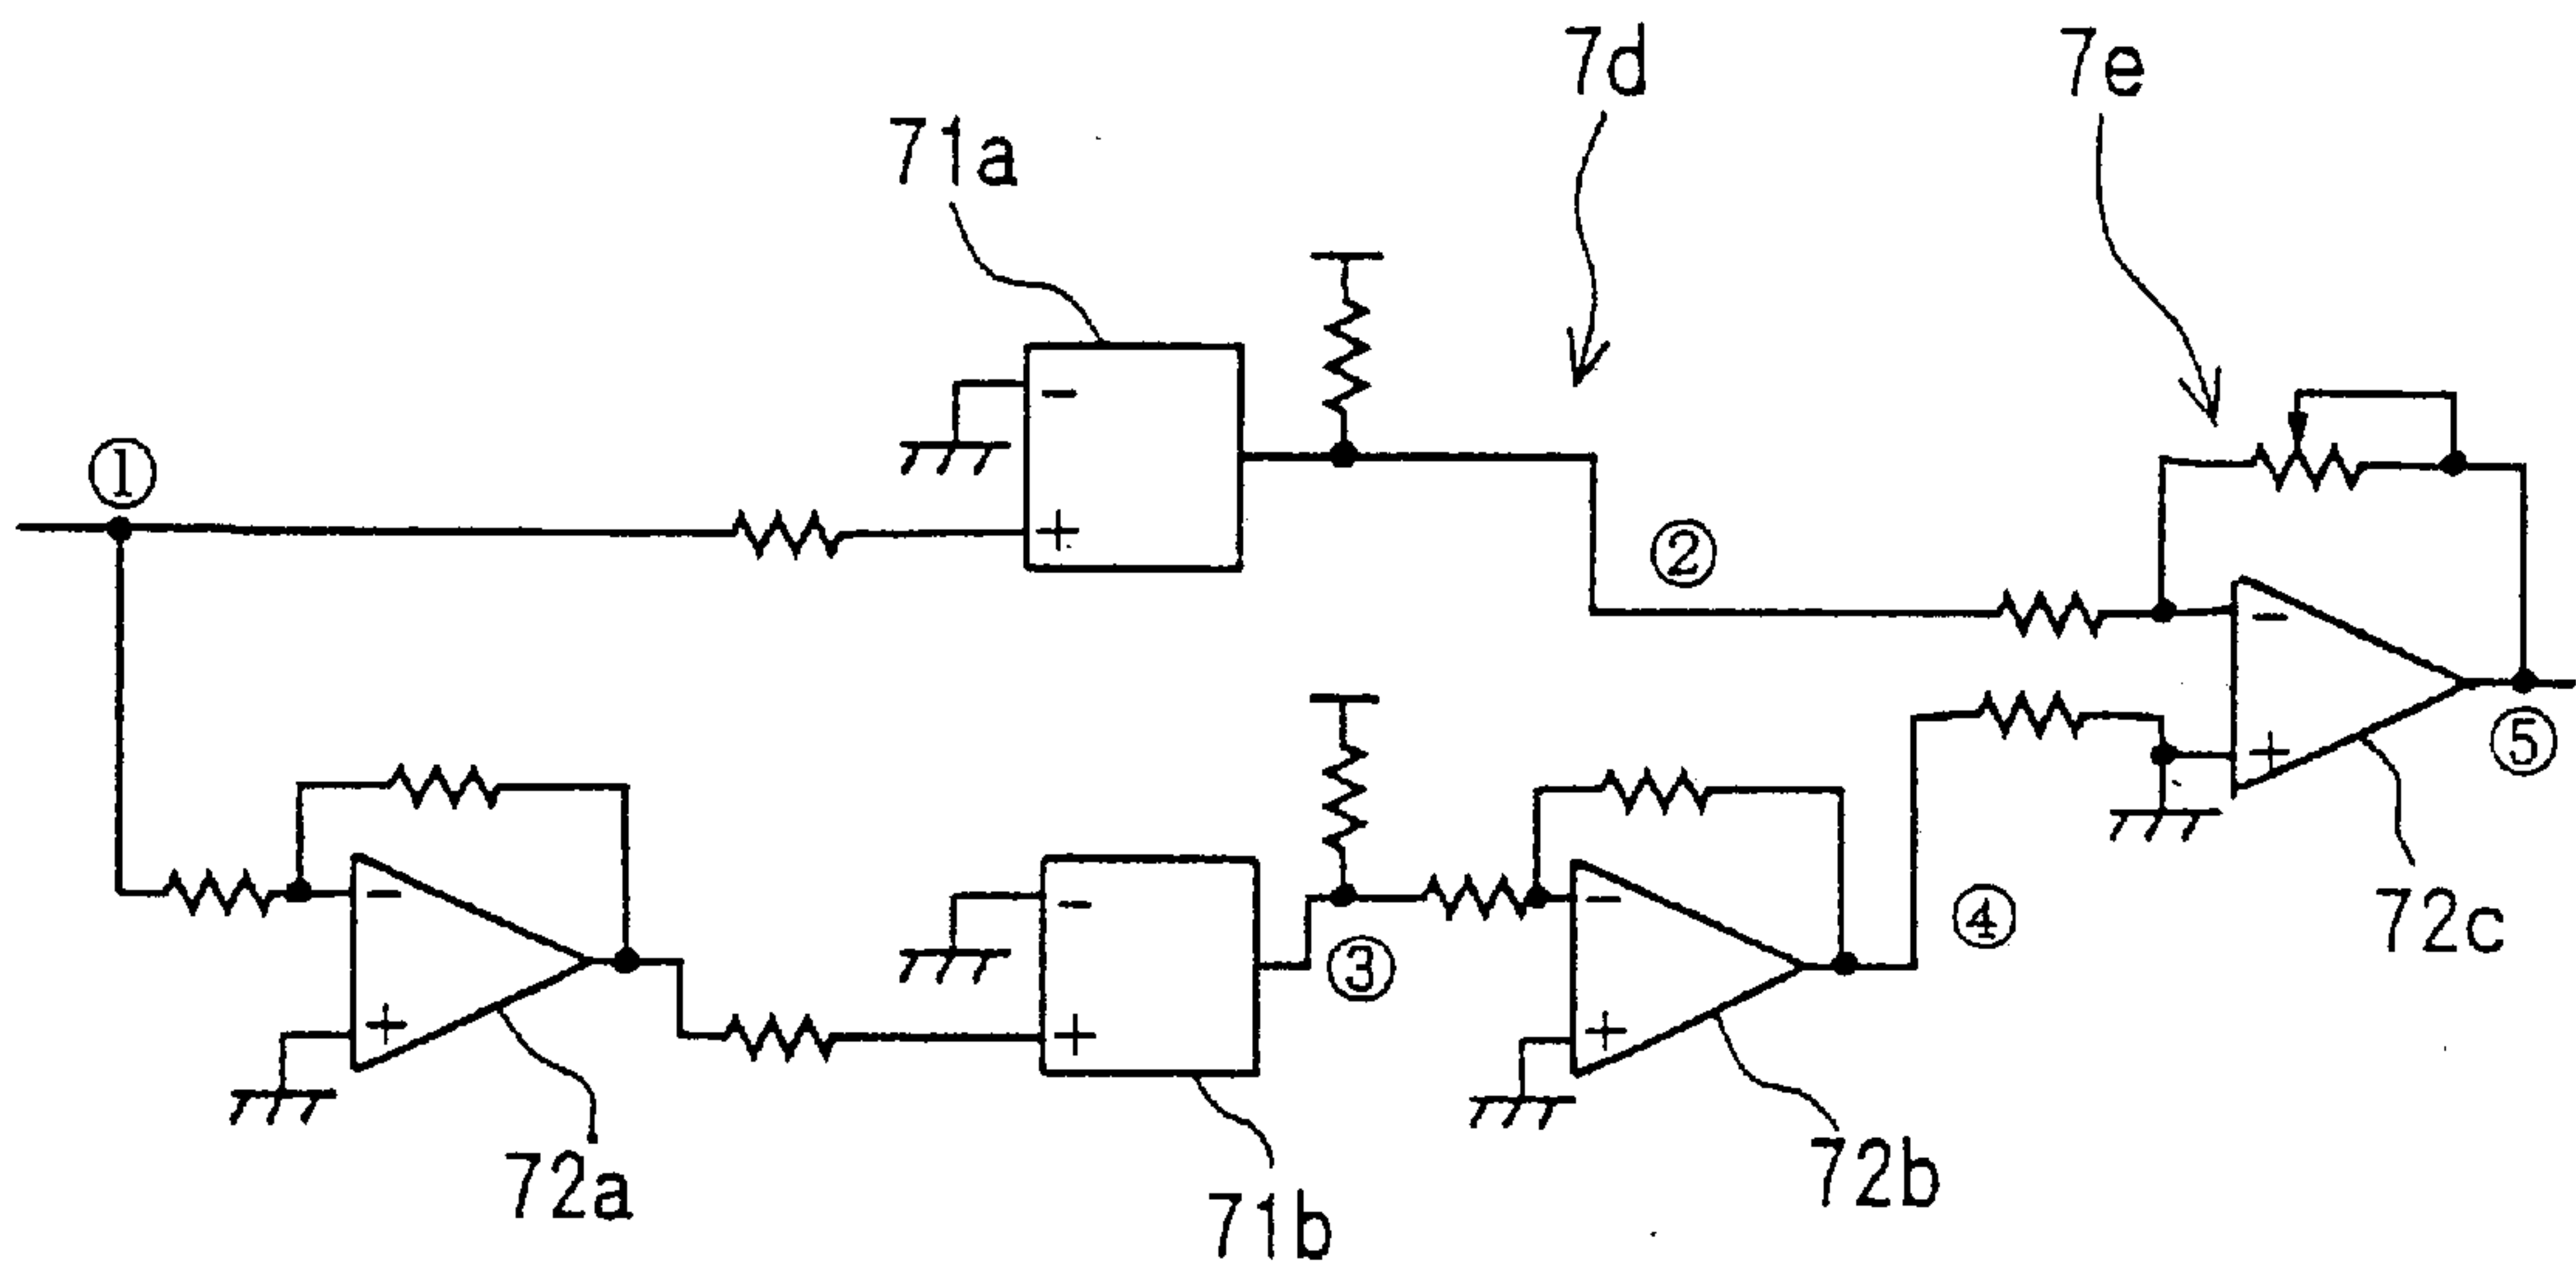 7d
7e
71a
①
-
+
②
-
+
⑤
72c
-
+
72a
-
+
③
71b
-
+
④
72b